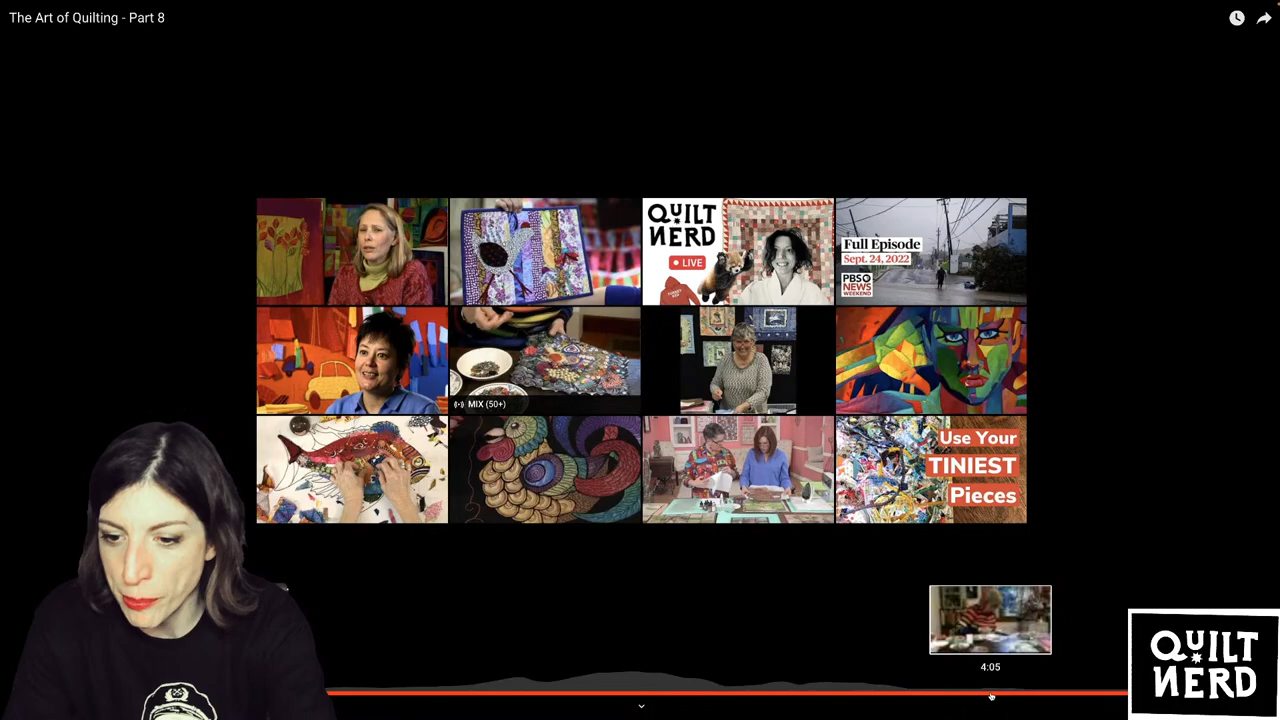 The Art of Quilting - Part 8
QUILT
NERD
LIVE
Full Episode
Sept. 24, 2022
PBS
NEWS
WEEKEND
MIX (50+)
Use Your
TINIEST
Pieces
4:05
QUILT
NERD